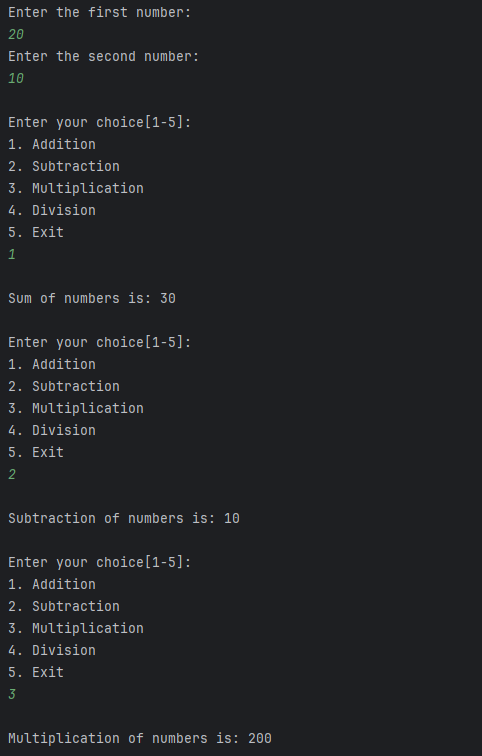 Enter the first number:
20
Enter the second number:
10
Enter your choice[1-5]:
1. Addition
2. Subtraction
3. Multiplication
4. Division
5. Exit
1
Sum of numbers is: 30
Enter your choice[1-5]:
1. Addition
2. Subtraction
3. Multiplication
4. Division
5. Exit
2
Subtraction of numbers is: 10
Enter your choice[1-5]:
1. Addition
2. Subtraction
3. Multiplication
4. Division
5. Exit
3
Multiplication of numbers is: 200